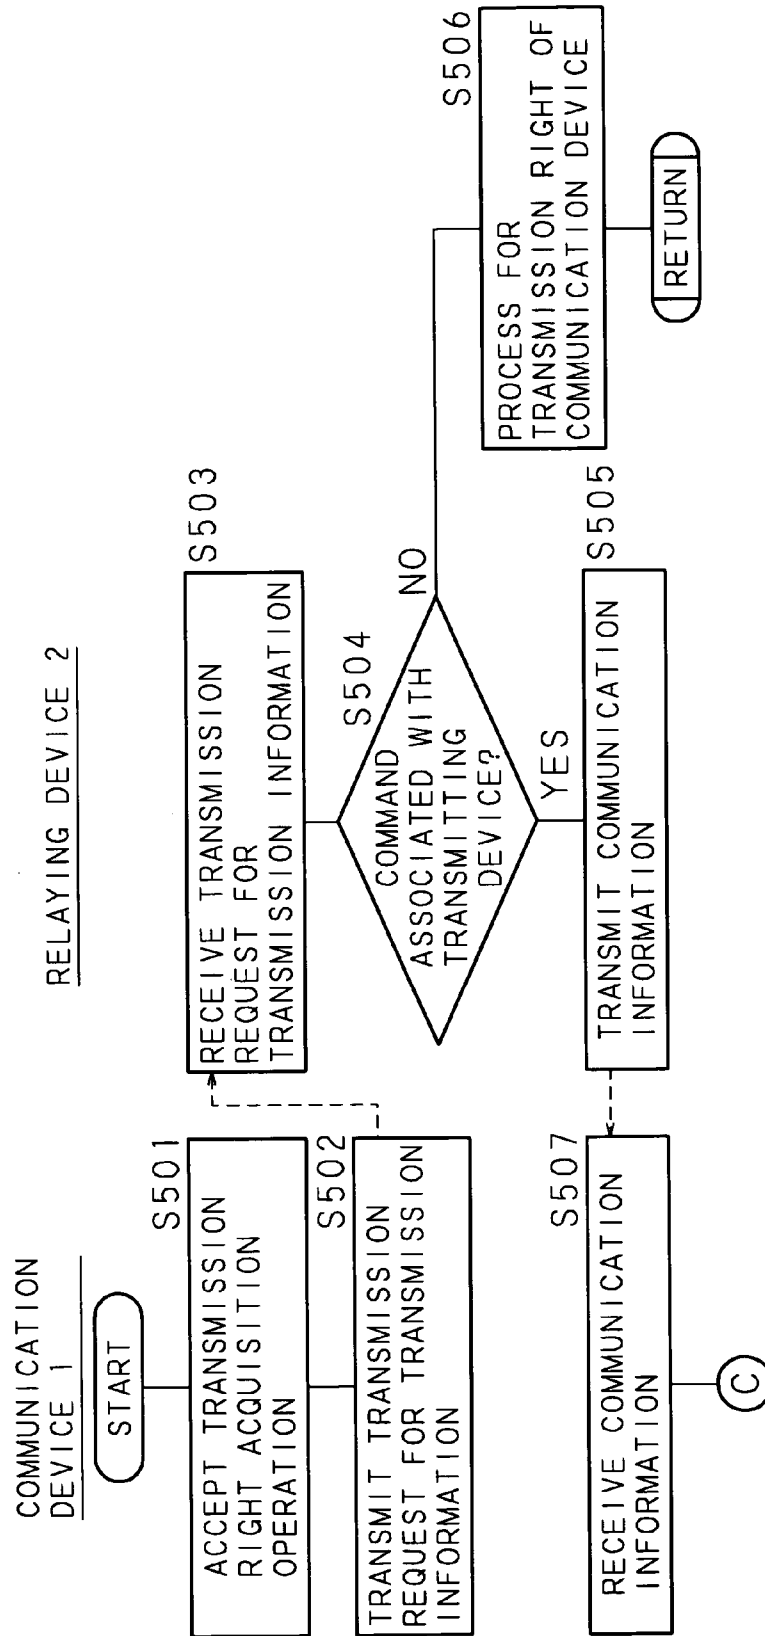 COMMUNICATION
DEVICE 1
START
S501
ACCEPT TRANSMISSION
RIGHT ACQUISITION
OPERATION
S502
TRANSMIT TRANSMISSION
REQUEST FOR TRANSMISSION
INFORMATION
RELAYING DEVICE 2
S503
RECEIVE TRANSMISSION
REQUEST FOR
TRANSMISSION INFORMATION
S504
COMMAND
ASSOCIATED WITH
TRANSMITTING
DEVICE?
NO
YES
S505
TRANSMIT COMMUNICATION
INFORMATION
S506
PROCESS FOR
TRANSMISSION RIGHT OF
COMMUNICATION DEVICE
RETURN
S507
RECEIVE COMMUNICATION
INFORMATION
C